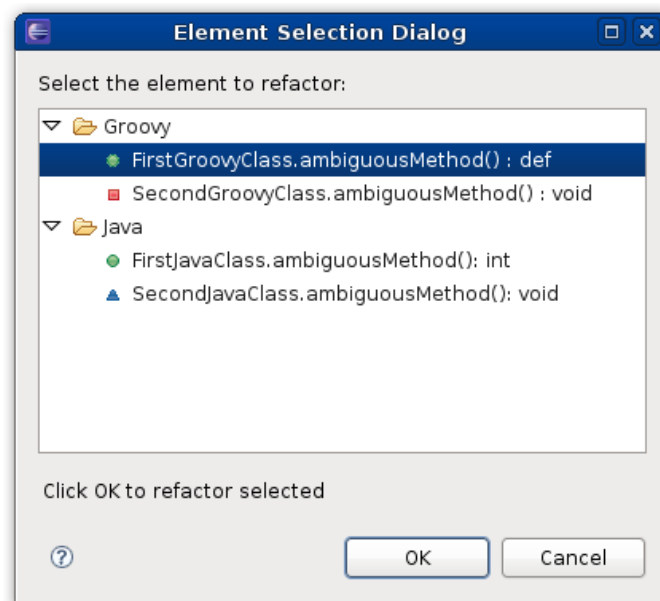 Element Selection Dialog
Select the element to refactor:
Groovy
FirstGroovyClass.ambiguousMethod() : def
SecondGroovyClass.ambiguousMethod() : void
Java
FirstJavaClass.ambiguousMethod(): int
SecondJavaClass.ambiguousMethod(): void
Click OK to refactor selected
?
OK Cancel